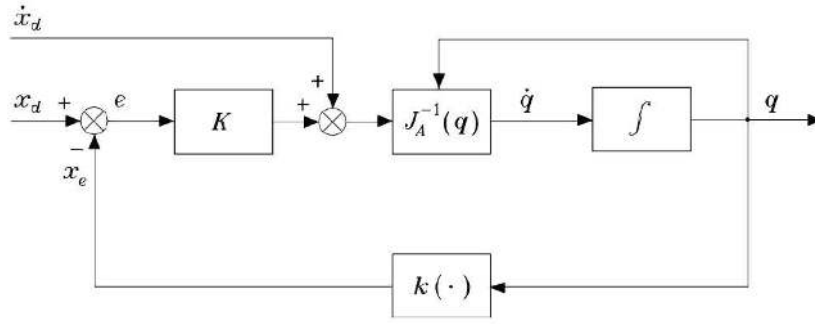 ẋ_d
+
x_d + e K + J_A⁻¹(q) q̇ ∫ q
−
x_e
k(·)